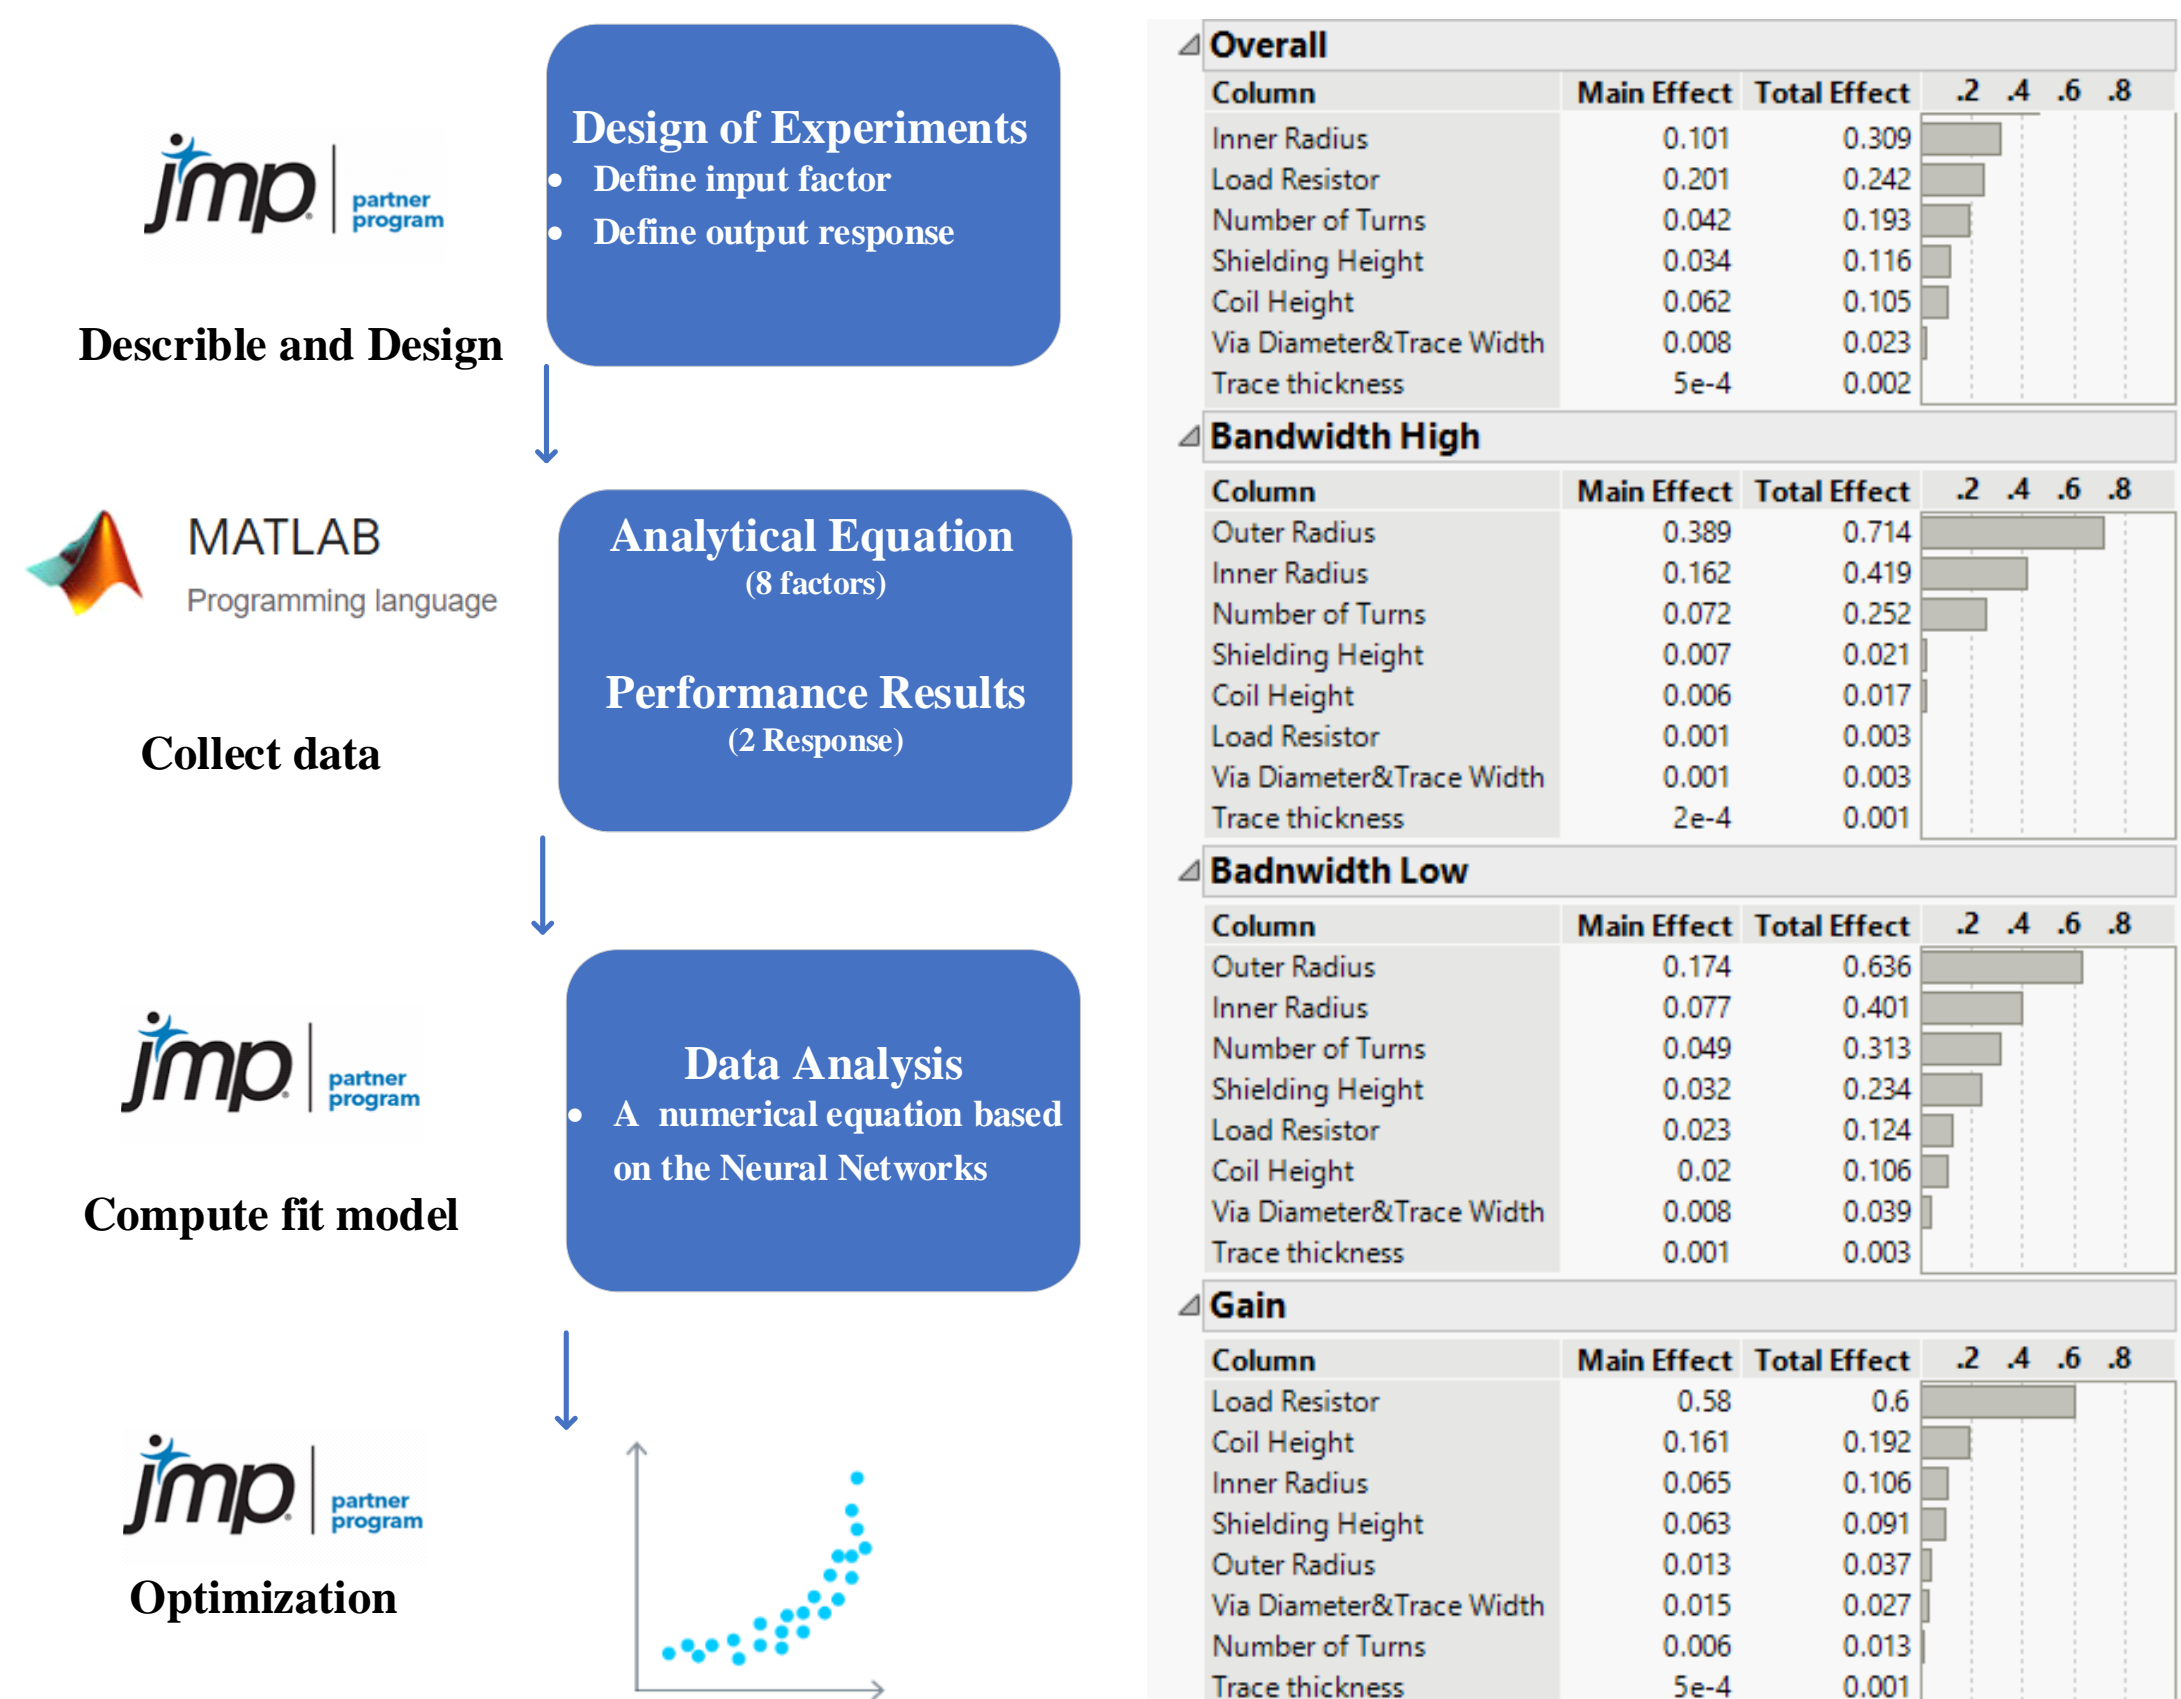 jmp
partner
program
Describle and Design
Design of Experiments
• Define input factor
• Define output response
MATLAB
Programming language
Collect data
Analytical Equation
(8 factors)
Performance Results
(2 Response)
jmp
partner
program
Compute fit model
Data Analysis
• A numerical equation based
on the Neural Networks
jmp
partner
program
Optimization
Overall
Column Main Effect Total Effect .2 .4 .6 .8
Inner Radius 0.101 0.309
Load Resistor 0.201 0.242
Number of Turns 0.042 0.193
Shielding Height 0.034 0.116
Coil Height 0.062 0.105
Via Diameter&Trace Width 0.008 0.023
Trace thickness 5e-4 0.002
Bandwidth High
Column Main Effect Total Effect .2 .4 .6 .8
Outer Radius 0.389 0.714
Inner Radius 0.162 0.419
Number of Turns 0.072 0.252
Shielding Height 0.007 0.021
Coil Height 0.006 0.017
Load Resistor 0.001 0.003
Via Diameter&Trace Width 0.001 0.003
Trace thickness 2e-4 0.001
Badnwidth Low
Column Main Effect Total Effect .2 .4 .6 .8
Outer Radius 0.174 0.636
Inner Radius 0.077 0.401
Number of Turns 0.049 0.313
Shielding Height 0.032 0.234
Load Resistor 0.023 0.124
Coil Height 0.02 0.106
Via Diameter&Trace Width 0.008 0.039
Trace thickness 0.001 0.003
Gain
Column Main Effect Total Effect .2 .4 .6 .8
Load Resistor 0.58 0.6
Coil Height 0.161 0.192
Inner Radius 0.065 0.106
Shielding Height 0.063 0.091
Outer Radius 0.013 0.037
Via Diameter&Trace Width 0.015 0.027
Number of Turns 0.006 0.013
Trace thickness 5e-4 0.001